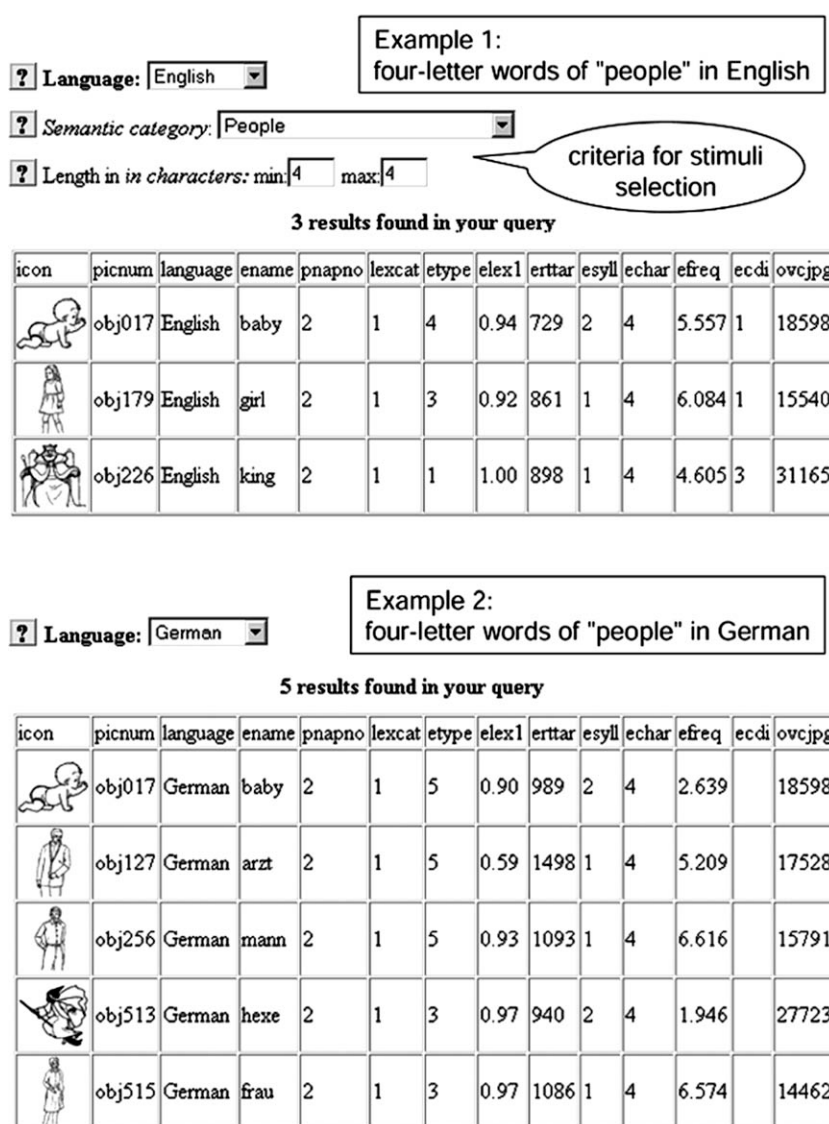 Example 1:
four-letter words of "people" in English
? Language: English
? Semantic category: People
? Length in in characters: min: 4 max: 4
criteria for stimuli
selection
3 results found in your query
icon picnum language ename pnapno lexcat etype elex1 erttar esyll echar efreq ecdi ovcjpg
obj017 English baby 2 1 4 0.94 729 2 4 5.557 1 18598
obj179 English girl 2 1 3 0.92 861 1 4 6.084 1 15540
obj226 English king 2 1 1 1.00 898 1 4 4.605 3 31165
Example 2:
four-letter words of "people" in German
? Language: German
5 results found in your query
icon picnum language ename pnapno lexcat etype elex1 erttar esyll echar efreq ecdi ovcjpg
obj017 German baby 2 1 5 0.90 989 2 4 2.639 18598
obj127 German arzt 2 1 5 0.59 1498 1 4 5.209 17528
obj256 German mann 2 1 5 0.93 1093 1 4 6.616 15791
obj513 German hexe 2 1 3 0.97 940 2 4 1.946 27723
obj515 German frau 2 1 3 0.97 1086 1 4 6.574 14462